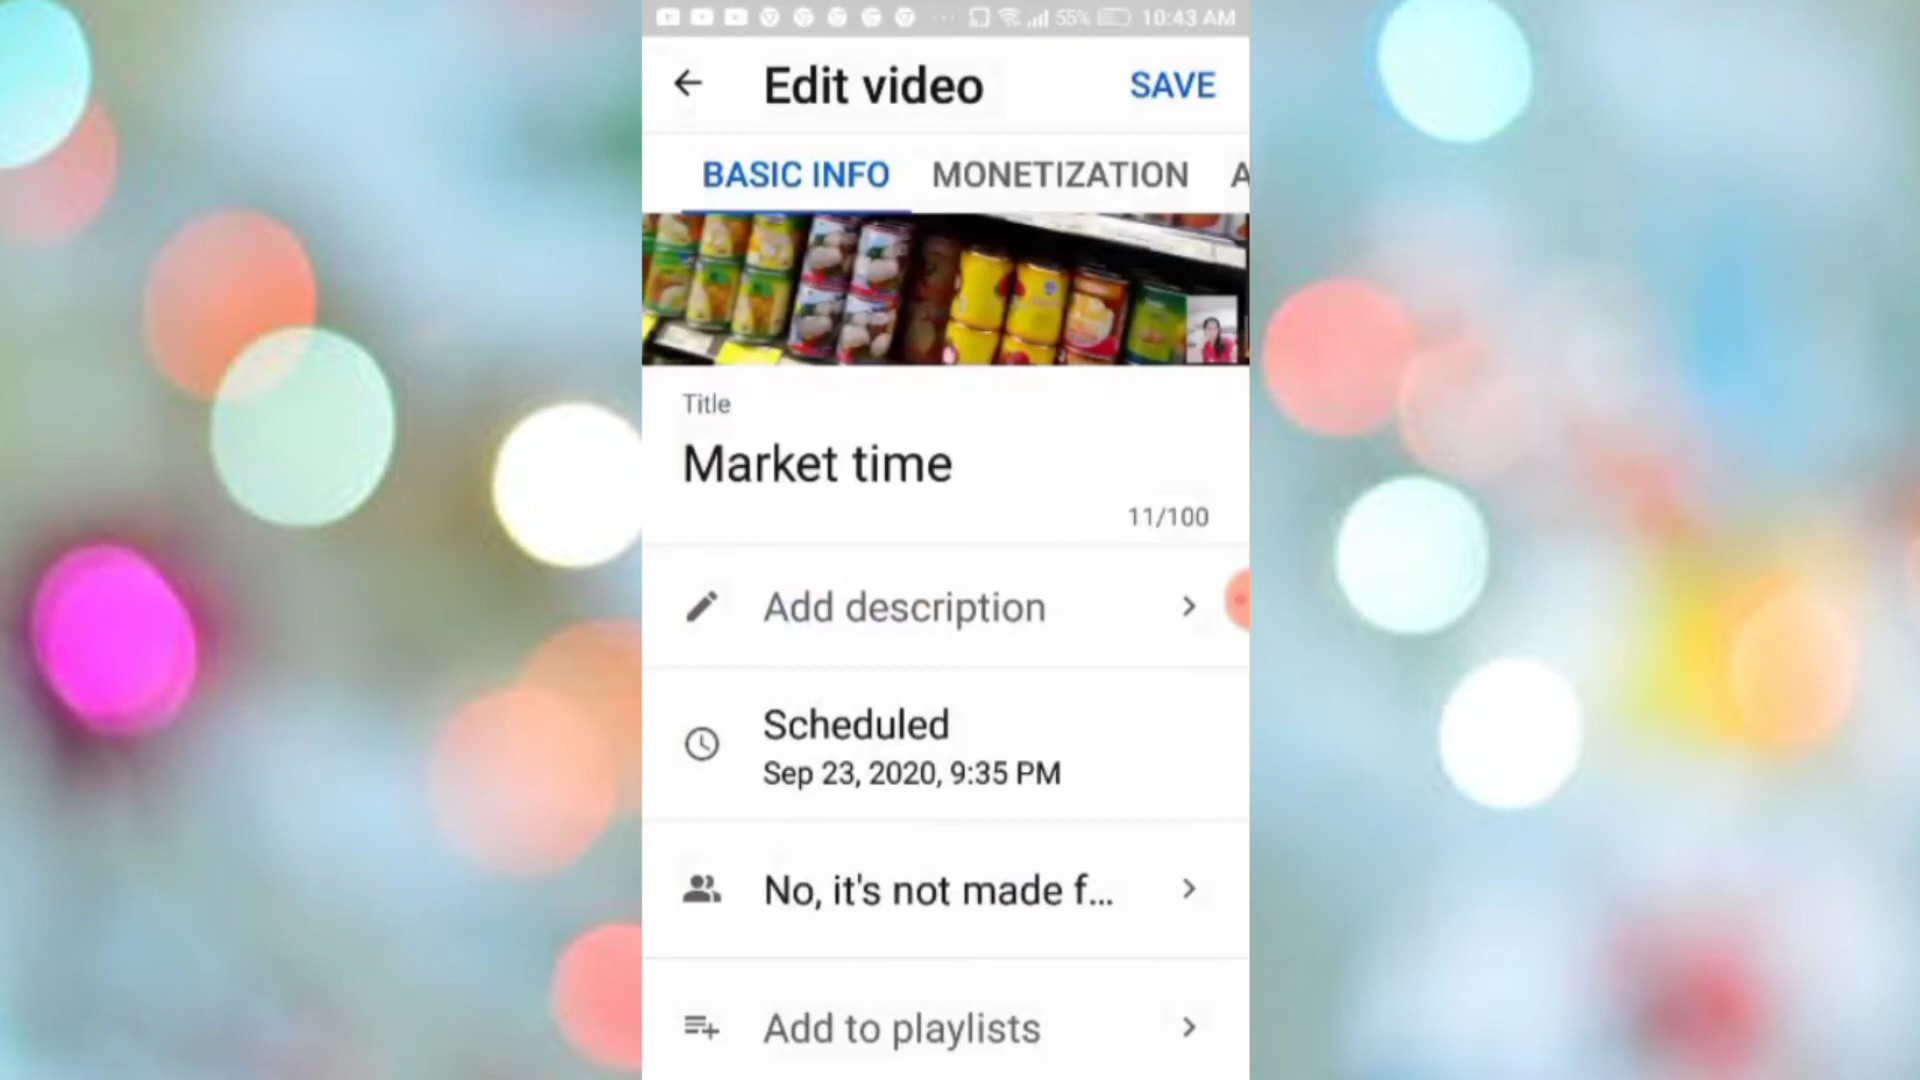 55% 10:43 AM
Edit video SAVE
BASIC INFO MONETIZATION A
Title
Market time
11/100
Add description
Scheduled
Sep 23, 2020, 9:35 PM
No, it's not made f...
Add to playlists